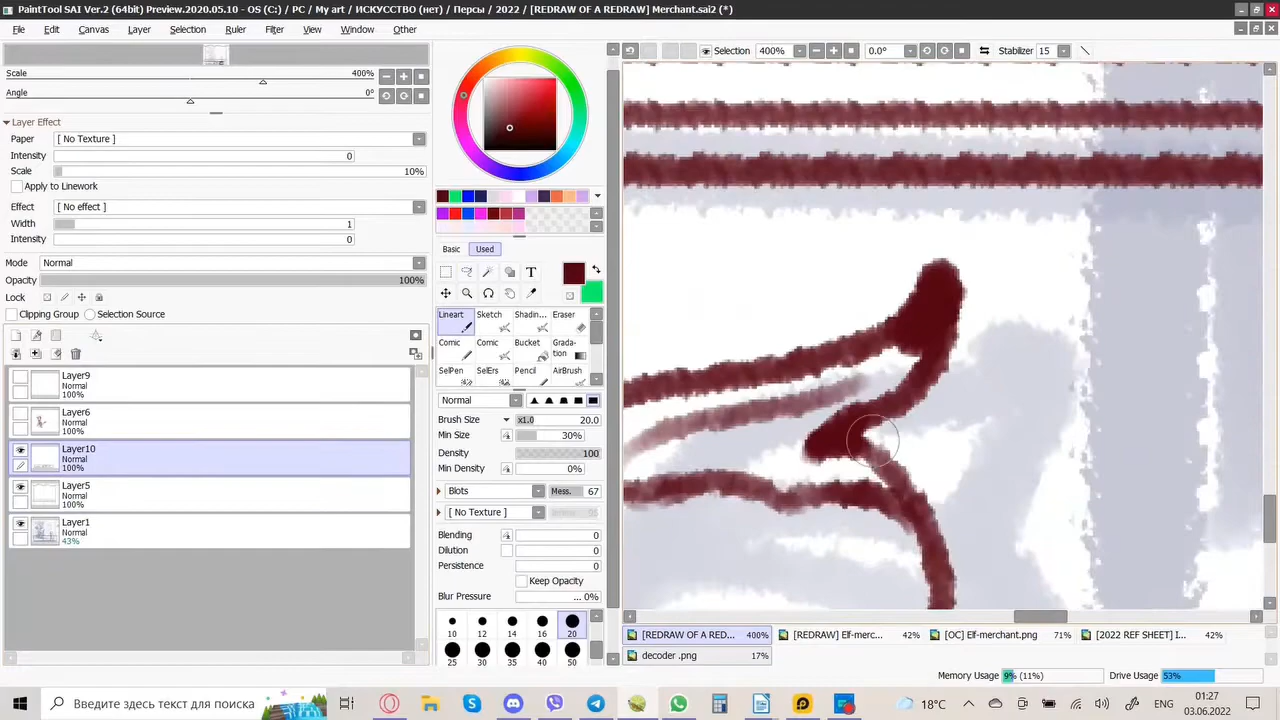 PaintTool SAI Ver.2 (64bit) Preview.2020.05.10 - OS (C:) / PC / My art / ИСКУССТВО (нет) / Персы / 2022 / [REDRAW OF A REDRAW] Merchant.sai2 (*)
File Edit Canvas Layer Selection Ruler Filter View Window Other
Selection 400% 0.0° Stabilizer 15
Scale 400%
Angle 0°
Layer Effect
Paper [ No Texture ]
Intensity 0
Scale 10%
Apply to Linework
Effect [ No effect ]
Width 1
Intensity 0
Mode Normal
Opacity 100%
Lock
Clipping Group Selection Source
Layer9
Normal
100%
Layer6
Normal
100%
Layer10
Normal
100%
Layer5
Normal
100%
Layer1
Normal
43%
Basic Used
T
Lineart Sketch Shadin... Eraser
Comic Comic Bucket Grada-tion
SelPen SelErs Pencil AirBrush
Normal
Brush Size x1.0 20.0
Min Size 30%
Density 100
Min Density 0%
Blots Mess. 67
[ No Texture ]
Blending 0
Dilution 0
Persistence 0
Keep Opacity
Blur Pressure ... 0%
10 12 14 16 20
25 30 35 40 50
[REDRAW OF A RED... 400% [REDRAW] Elf-merc... 42% [OC] Elf-merchant.png 71% [2022 REF SHEET] I... 42%
decoder .png 17%
Memory Usage 9% (11%) Drive Usage 53%
Введите здесь текст для поиска
18°C ENG 01:27
03.06.2022